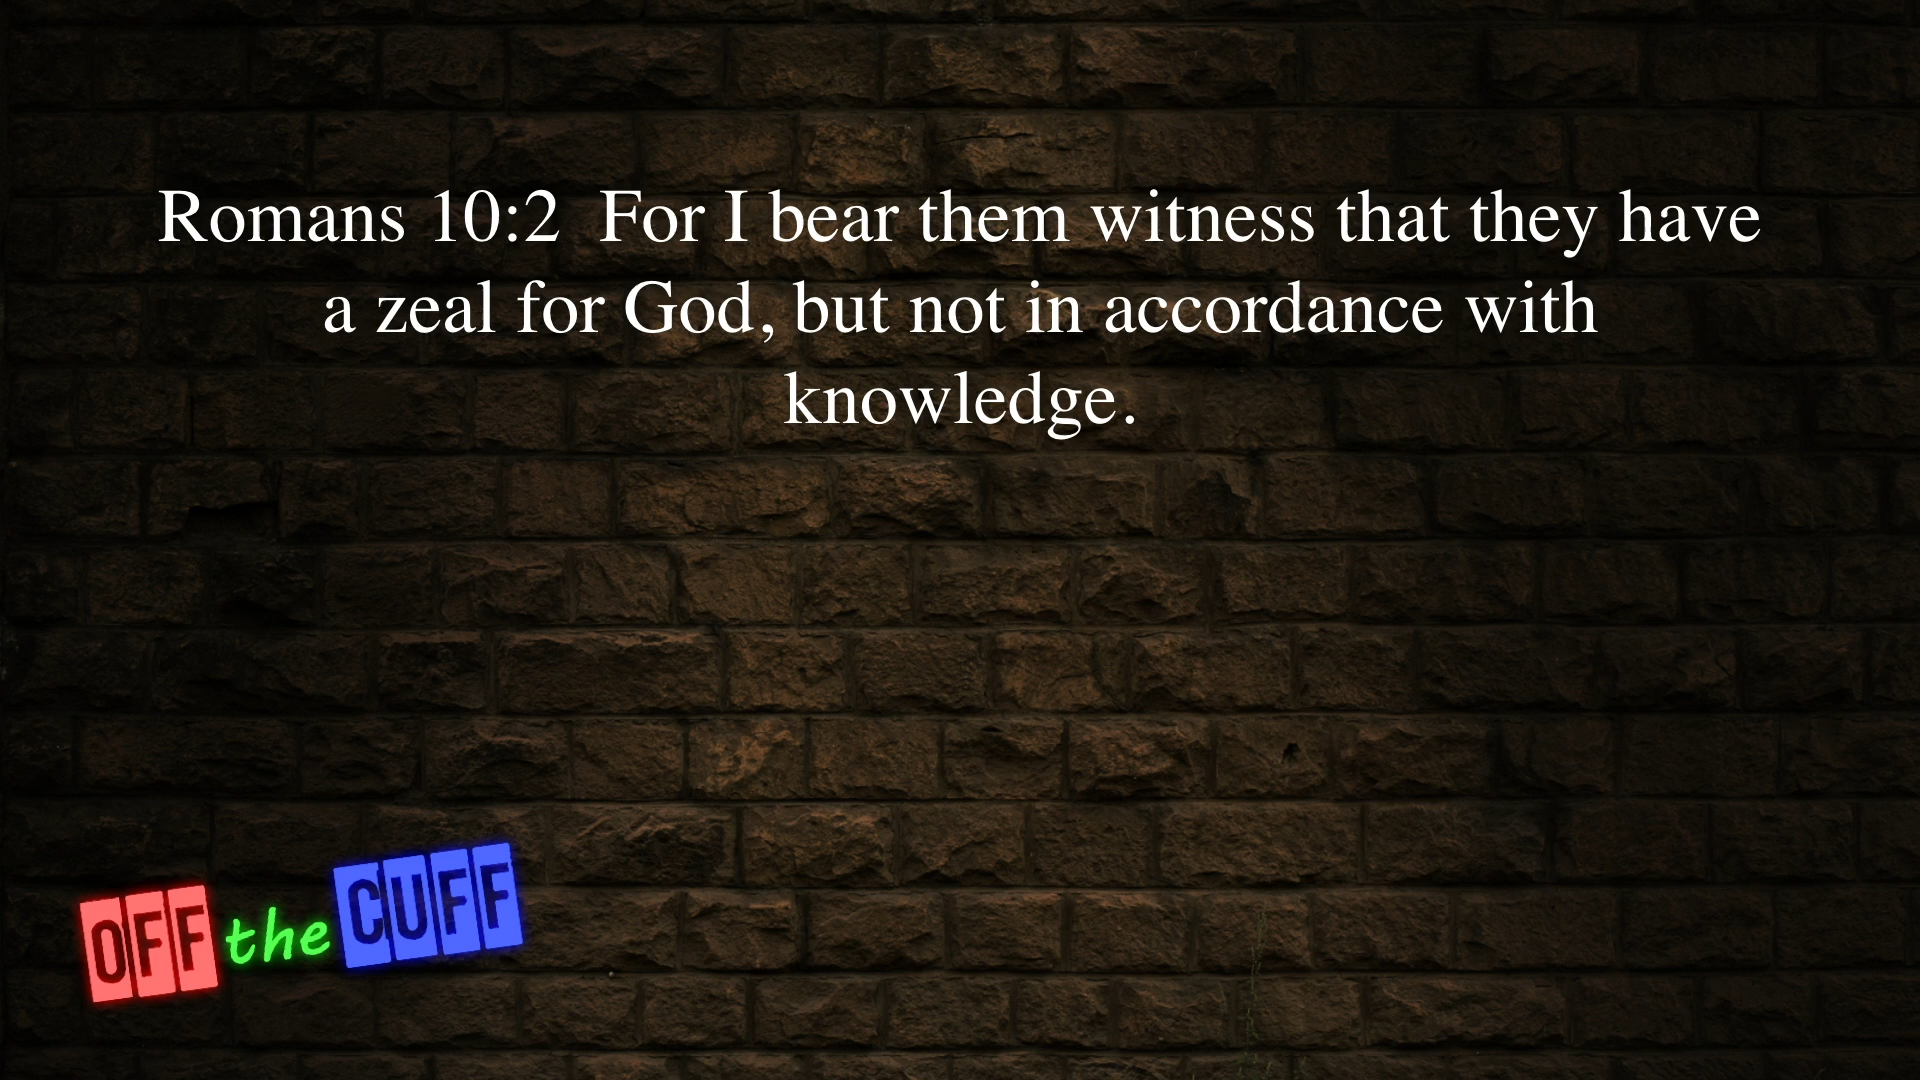 Romans 10:2  For I bear them witness that they have
a zeal for God, but not in accordance with
knowledge.
OFF the CUFF